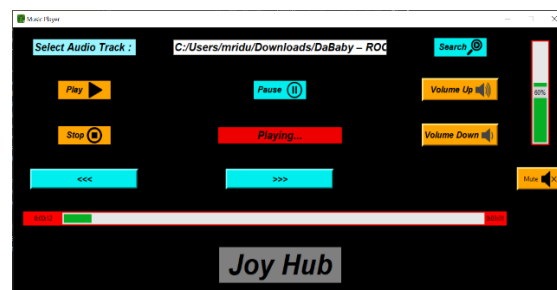 Music Player
Select Audio Track :
C:/Users/mridu/Downloads/DaBaby – ROC
Search
Play
Pause
Volume Up
60%
Stop
Playing...
Volume Down
<<<
>>>
Mute
Joy Hub